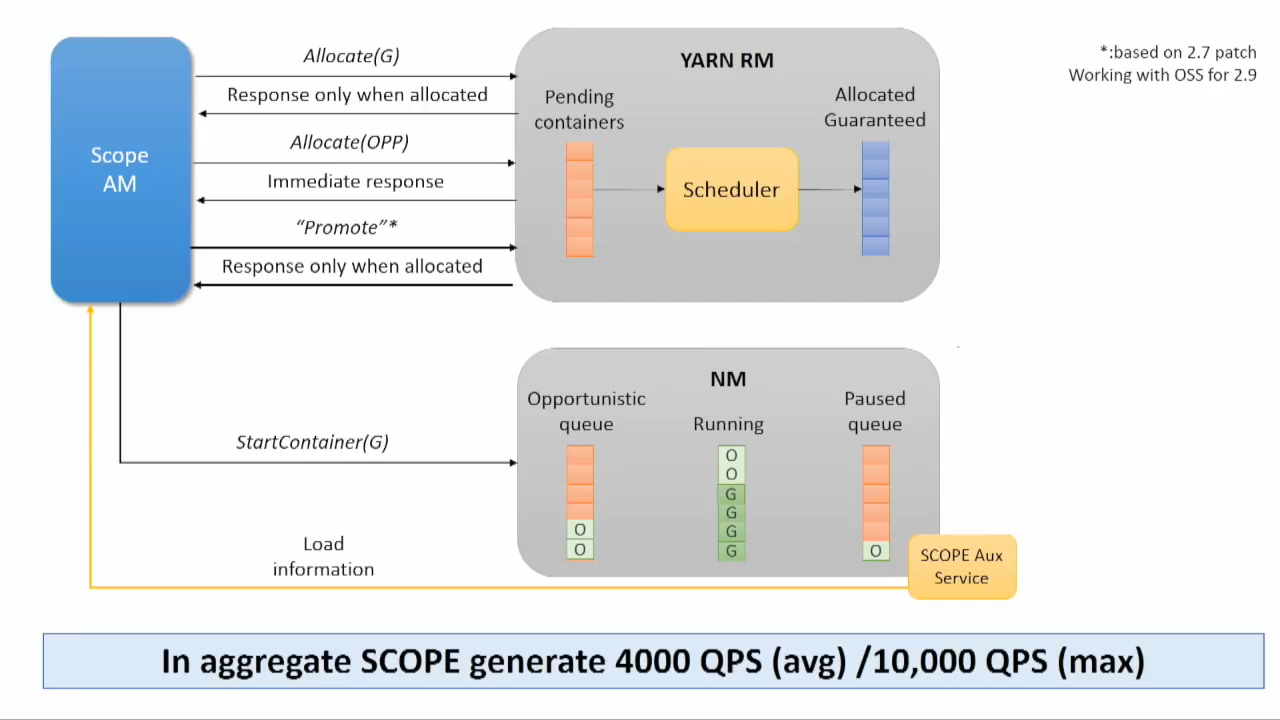 *:based on 2.7 patch
Working with OSS for 2.9
Scope
AM
Allocate(G)
Response only when allocated
Allocate(OPP)
Immediate response
“Promote”*
Response only when allocated
YARN RM
Pending
containers
Scheduler
Allocated
Guaranteed
StartContainer(G)
Load
information
NM
Opportunistic
queue
O
O
Running
O
O
G
G
G
G
Paused
queue
O
SCOPE Aux
Service
In aggregate SCOPE generate 4000 QPS (avg) /10,000 QPS (max)